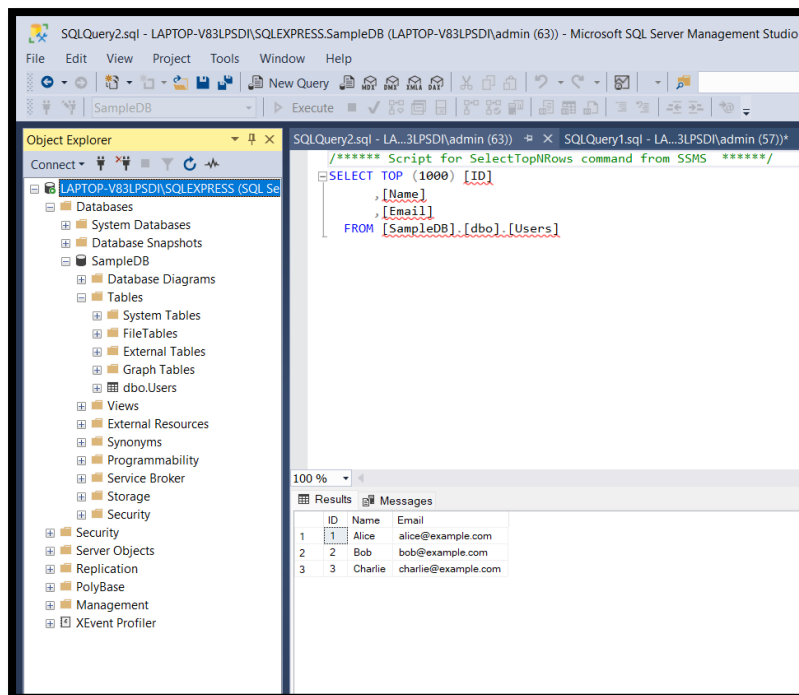 SQLQuery2.sql - LAPTOP-V83LPSDI\SQLEXPRESS.SampleDB (LAPTOP-V83LPSDI\admin (63)) - Microsoft SQL Server Management Studio
File Edit View Project Tools Window Help
New Query MDX DMX XMLA DAX
SampleDB Execute
Object Explorer
SQLQuery2.sql - LA...3LPSDI\admin (63)) SQLQuery1.sql - LA...3LPSDI\admin (57))*
Connect
LAPTOP-V83LPSDI\SQLEXPRESS (SQL Se
Databases
System Databases
Database Snapshots
SampleDB
Database Diagrams
Tables
System Tables
FileTables
External Tables
Graph Tables
dbo.Users
Views
External Resources
Synonyms
Programmability
Service Broker
Storage
Security
Security
Server Objects
Replication
PolyBase
Management
XEvent Profiler
/****** Script for SelectTopNRows command from SSMS ******/
SELECT TOP (1000) [ID]
,[Name]
,[Email]
FROM [SampleDB].[dbo].[Users]
100 %
Results Messages
ID Name Email
1 1 Alice alice@example.com
2 2 Bob bob@example.com
3 3 Charlie charlie@example.com